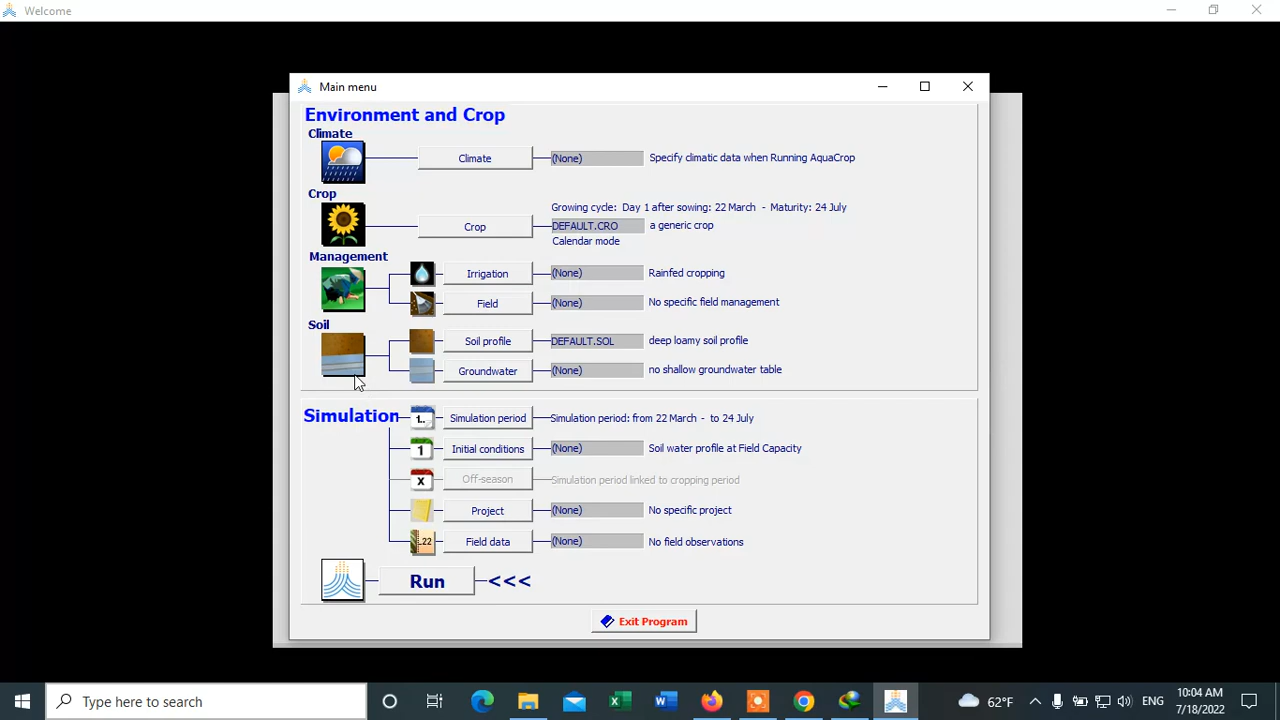 Welcome
Main menu
Environment and Crop
Climate
Climate (None) Specify climatic data when Running AquaCrop
Crop
Growing cycle: Day 1 after sowing: 22 March - Maturity: 24 July
Crop DEFAULT.CRO a generic crop
Calendar mode
Management
Irrigation (None) Rainfed cropping
Field (None) No specific field management
Soil
Soil profile DEFAULT.SOL deep loamy soil profile
Groundwater (None) no shallow groundwater table
Simulation 1.. Simulation period Simulation period: from 22 March - to 24 July
1 Initial conditions (None) Soil water profile at Field Capacity
X Off-season Simulation period linked to cropping period
Project (None) No specific project
.22 Field data (None) No field observations
Run <<<
Exit Program
Type here to search
62°F
ENG
10:04 AM
7/18/2022